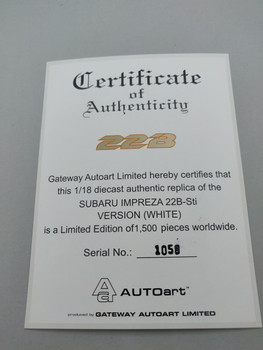 Certificate
of
Authenticity
22B
Gateway Autoart Limited hereby certifies that
this 1/18 diecast authentic replica of the
SUBARU IMPREZA 22B-Sti
VERSION (WHITE)
is a Limited Edition of1,500 pieces worldwide.
Serial No.: 1058
AUTOart
produced by GATEWAY AUTOART LIMITED